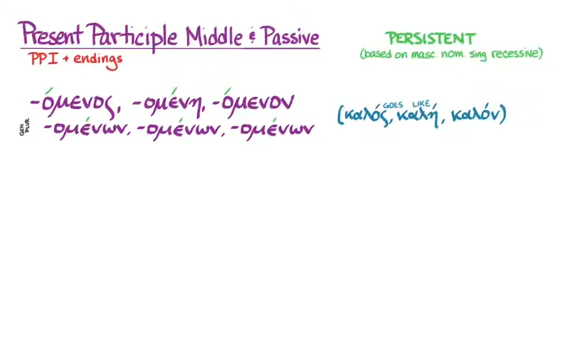 Present Participle Middle & Passive
PPI + endings
PERSISTENT
(based on masc. nom. sing recessive)
-όμενος, -ομένη, -όμενον
GEN PLUR -ομένων, -ομένων, -ομένων
GOES LIKE
(καλός, καλή, καλόν)